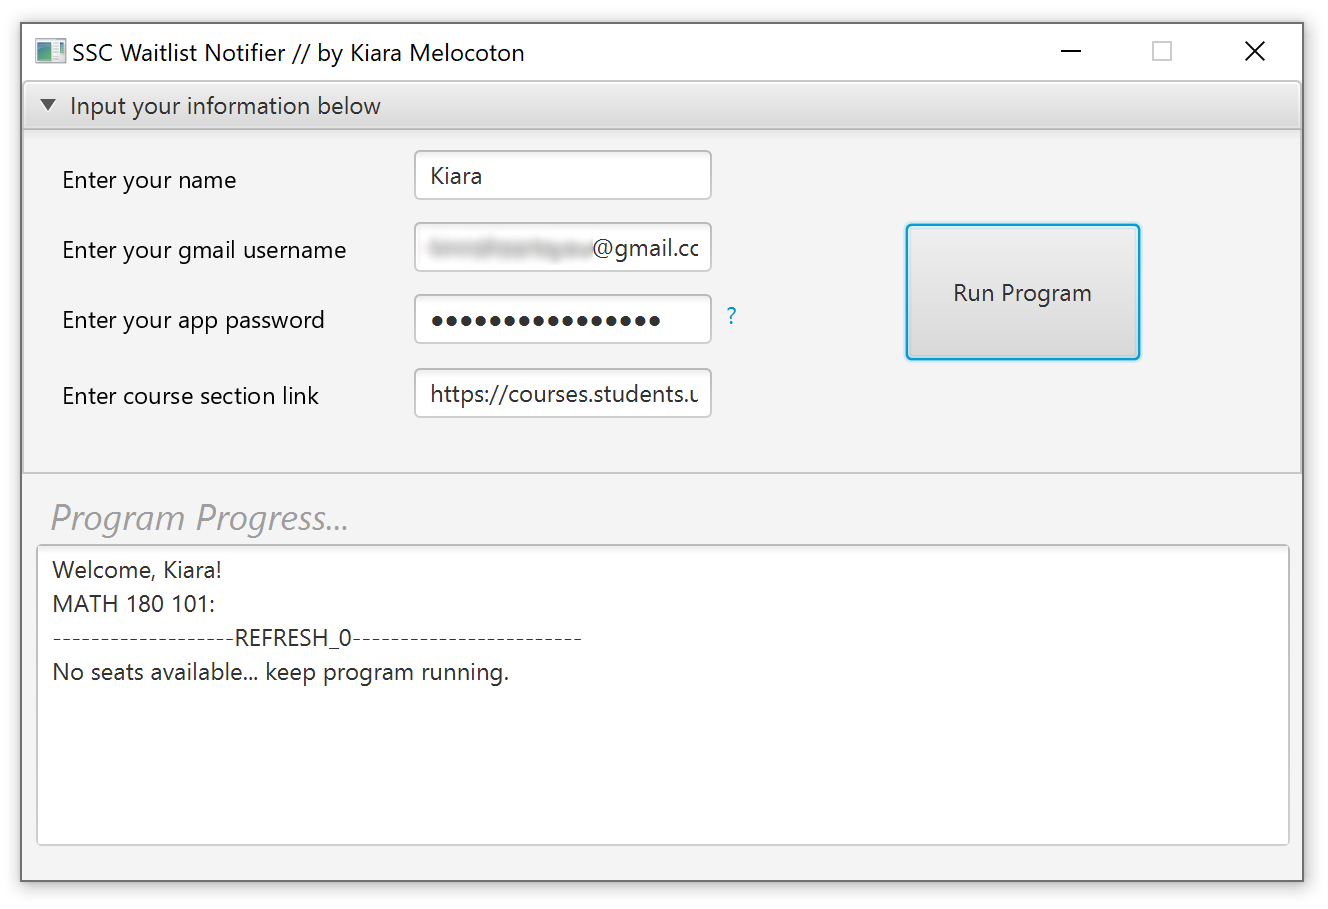 SSC Waitlist Notifier // by Kiara Melocoton
Input your information below
Enter your name
Kiara
Enter your gmail username
@gmail.cc
Enter your app password
●●●●●●●●●●●●●●●●
?
Enter course section link
https://courses.students.u
Run Program
Program Progress...
Welcome, Kiara!
MATH 180 101:
-------------------REFRESH_0------------------------
No seats available... keep program running.